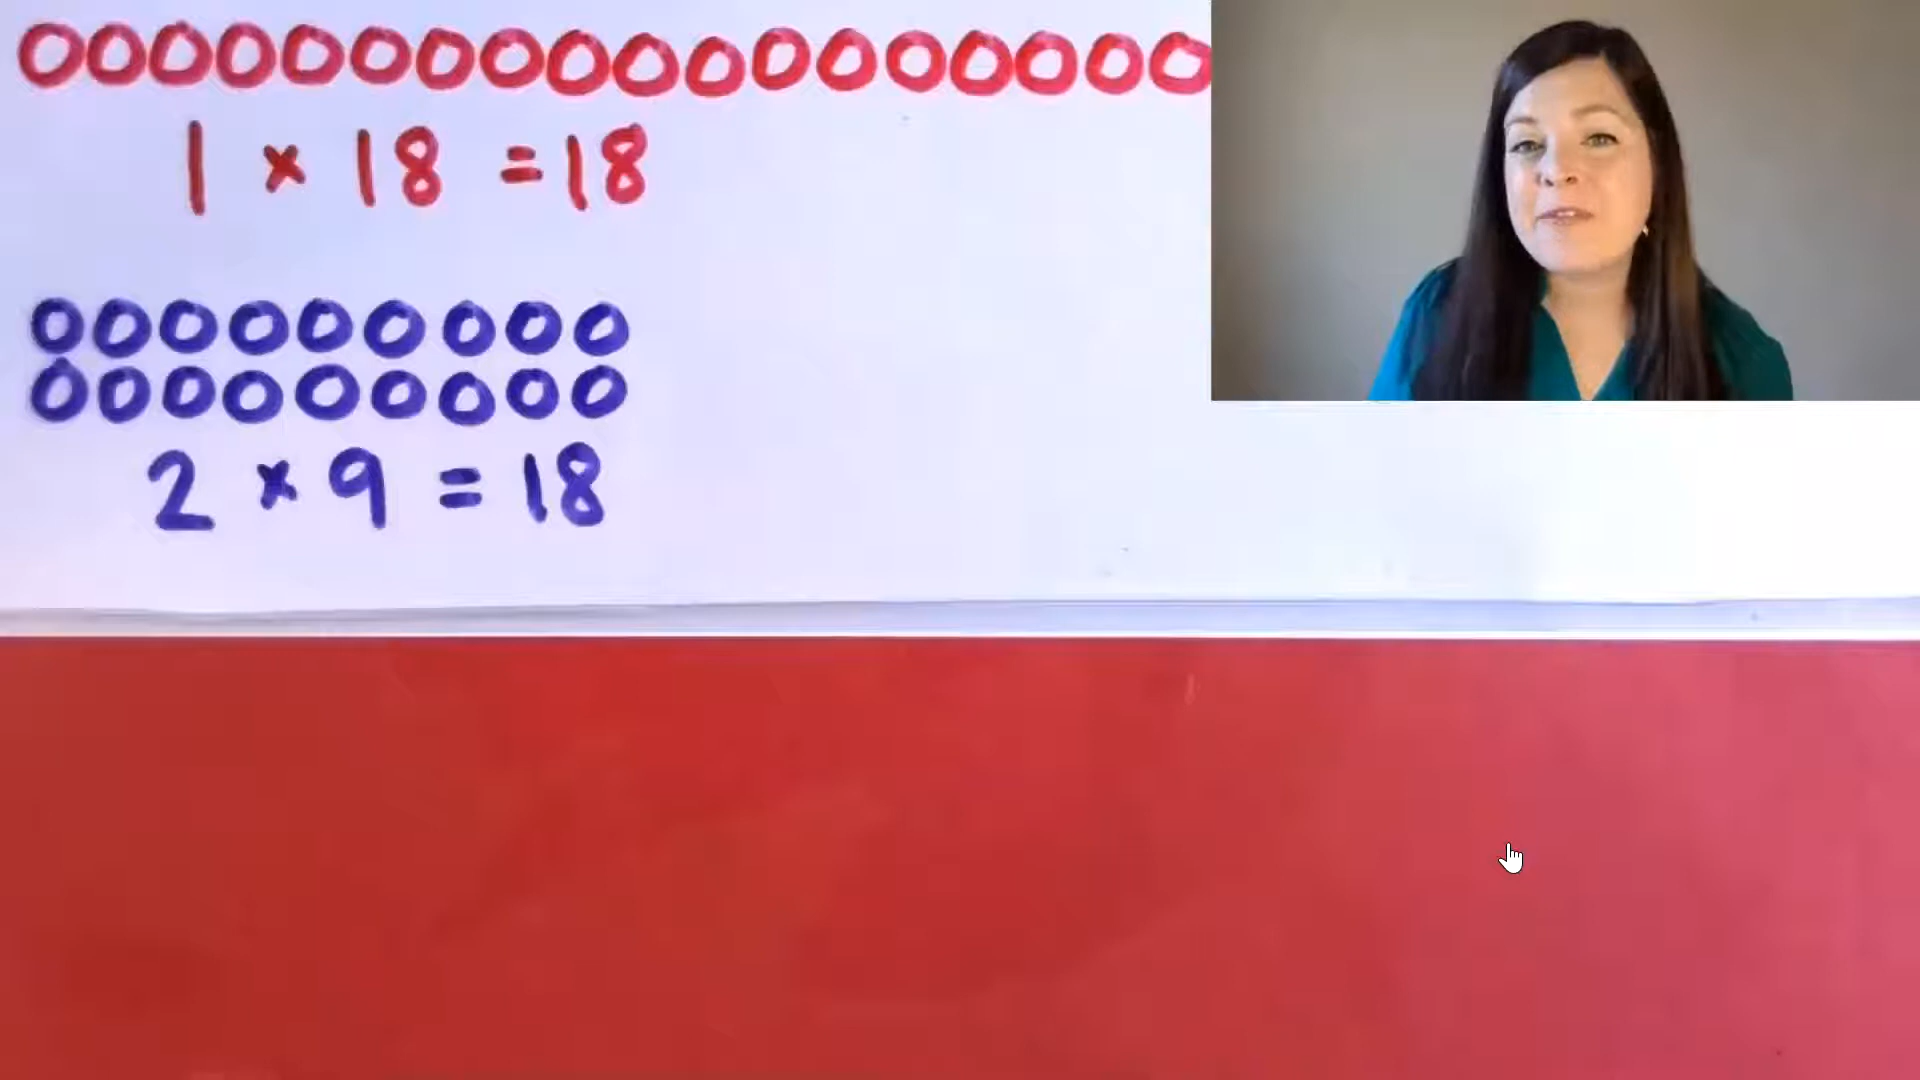 1 × 18 = 18
2 × 9 = 18